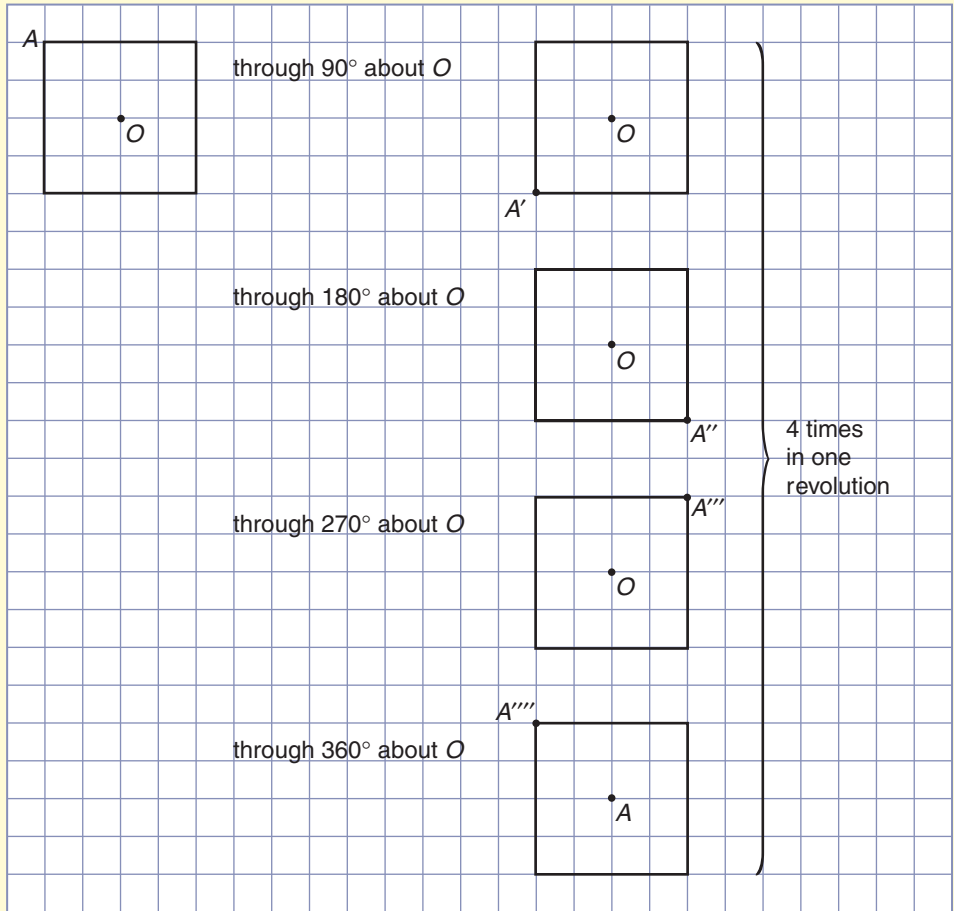 A
through 90° about O
O
O
A′
through 180° about O
O
A′′
4 times
in one
revolution
through 270° about O
A′′′
O
A′′′′
through 360° about O
A